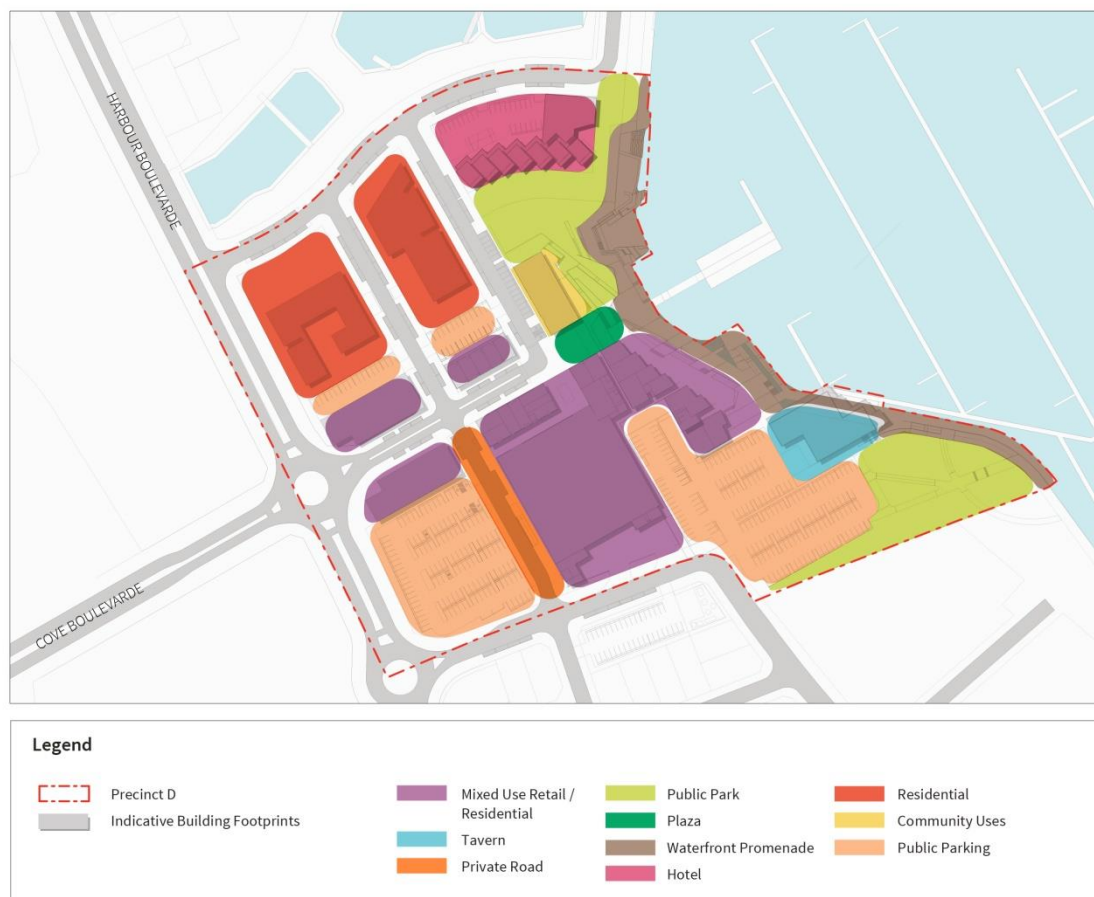 HARBOUR BOULEVARDE
COVE BOULEVARDE
Legend
Precinct D
Indicative Building Footprints
Mixed Use Retail /
Residential
Tavern
Private Road
Public Park
Plaza
Waterfront Promenade
Hotel
Residential
Community Uses
Public Parking